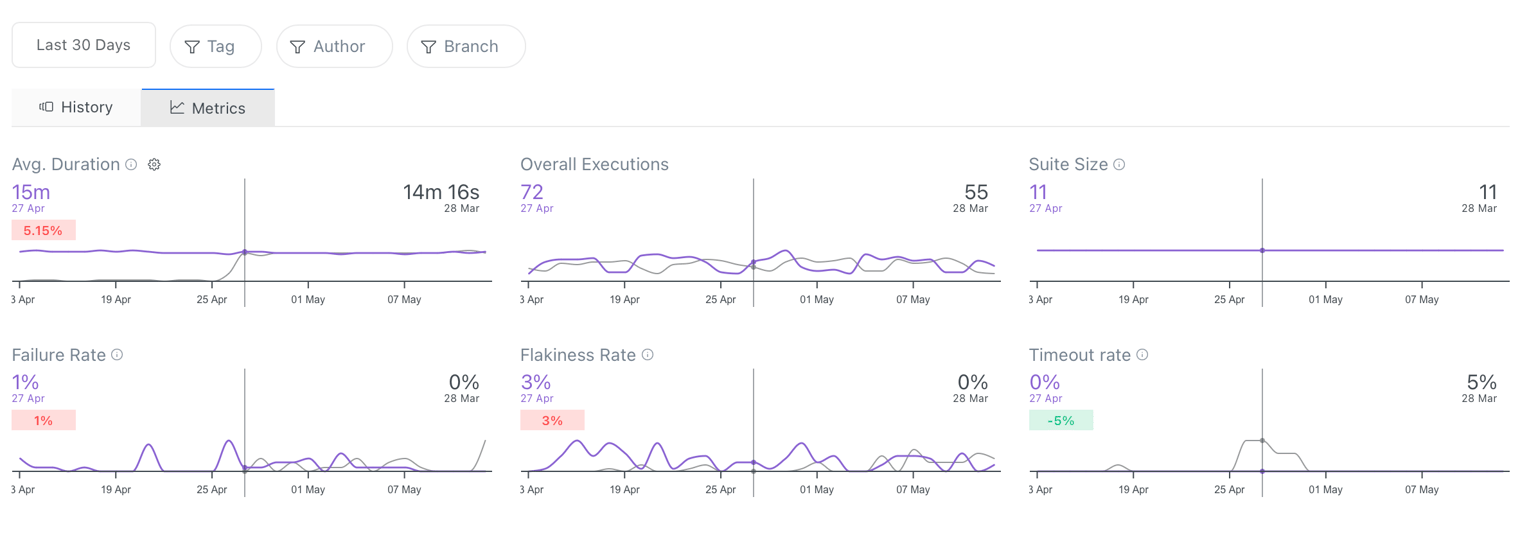 Last 30 Days Tag Author Branch
History Metrics
Avg. Duration
15m 14m 16s
27 Apr 28 Mar
5.15%
3 Apr 19 Apr 25 Apr 01 May 07 May
Overall Executions
72 55
27 Apr 28 Mar
3 Apr 19 Apr 25 Apr 01 May 07 May
Suite Size
11 11
27 Apr 28 Mar
3 Apr 19 Apr 25 Apr 01 May 07 May
Failure Rate
1% 0%
27 Apr 28 Mar
1%
3 Apr 19 Apr 25 Apr 01 May 07 May
Flakiness Rate
3% 0%
27 Apr 28 Mar
3%
3 Apr 19 Apr 25 Apr 01 May 07 May
Timeout rate
0% 5%
27 Apr 28 Mar
-5%
3 Apr 19 Apr 25 Apr 01 May 07 May